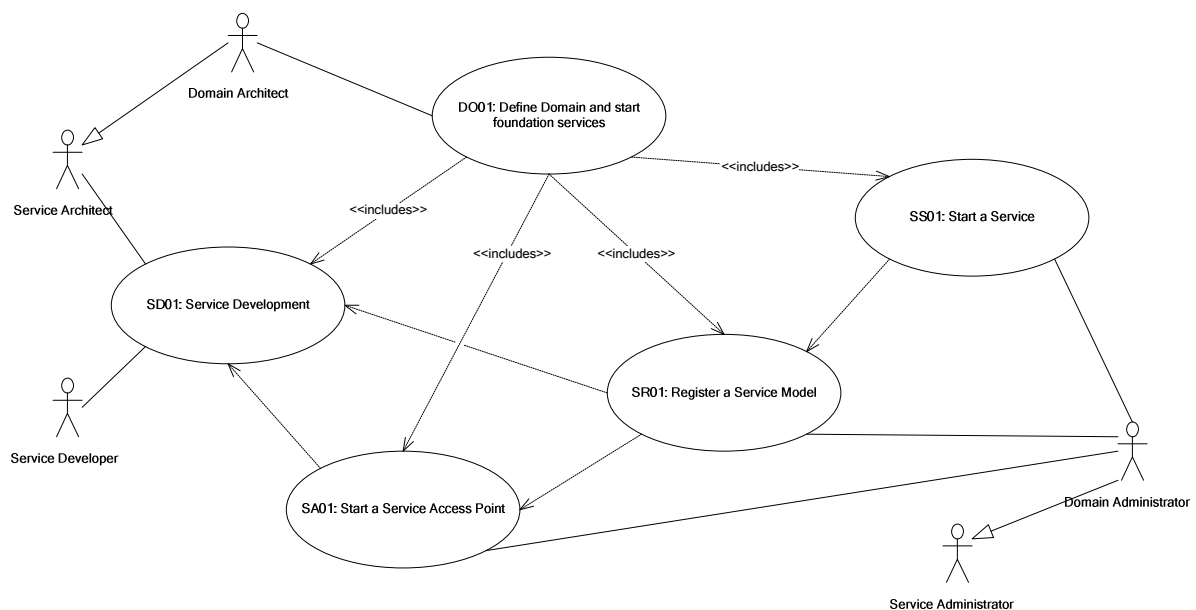 Domain Architect
DO01: Define Domain and start
foundation services
<<includes>>
Service Architect
<<includes>>
SS01: Start a Service
<<includes>>
<<includes>>
SD01: Service Development
SR01: Register a Service Model
Service Developer
SA01: Start a Service Access Point
Domain Administrator
Service Administrator